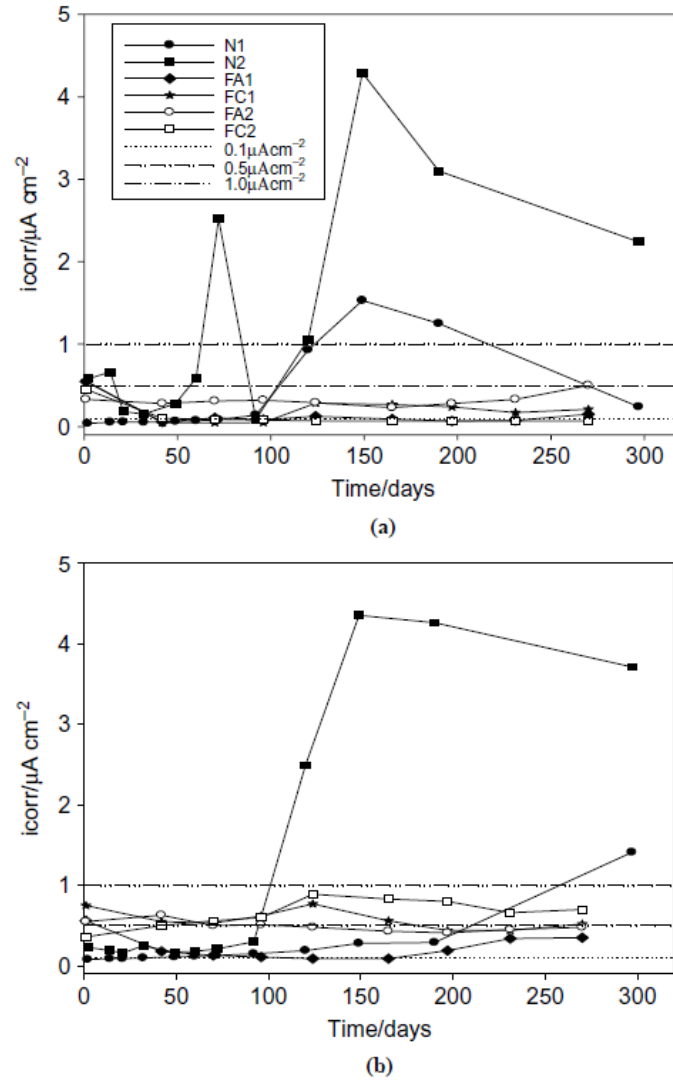 5
4
3
2
1
0
icorr/μA cm⁻²
N1
N2
FA1
FC1
FA2
FC2
0.1μAcm⁻²
0.5μAcm⁻²
1.0μAcm⁻²
0 50 100 150 200 250 300
Time/days
(a)
5
4
3
2
1
0
icorr/μA cm⁻²
0 50 100 150 200 250 300
Time/days
(b)